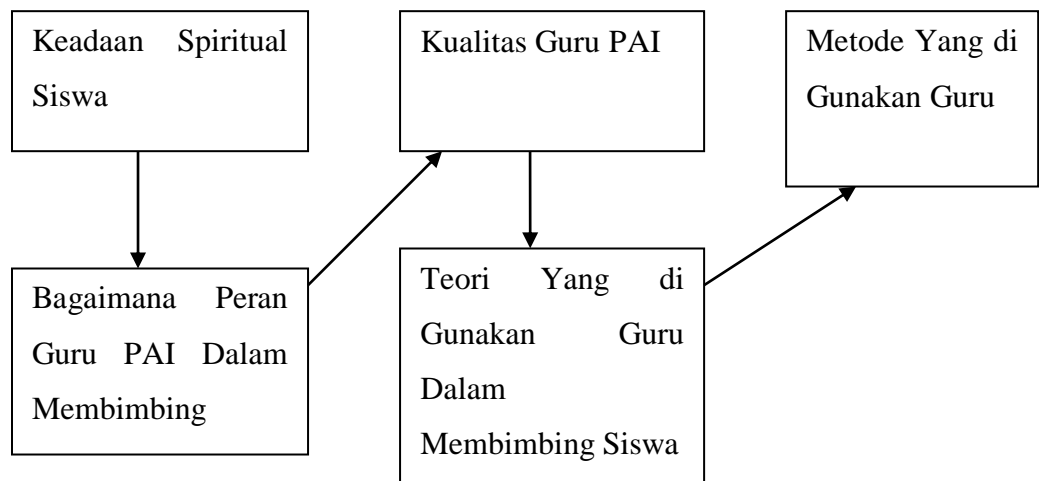 Keadaan Spiritual
Siswa
Bagaimana Peran
Guru PAI Dalam
Membimbing
Kualitas Guru PAI
Teori Yang di
Gunakan Guru
Dalam
Membimbing Siswa
Metode Yang di
Gunakan Guru